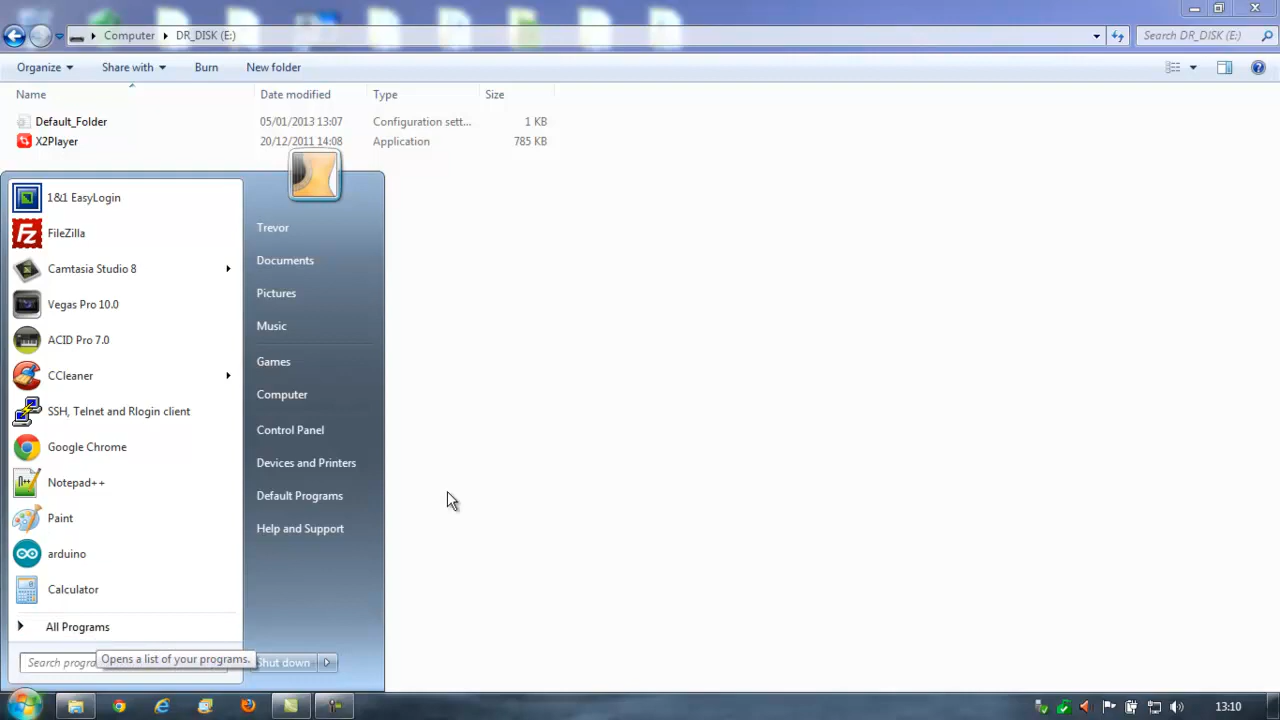 Computer DR_DISK (E:) Search DR_DISK (E:)
Organize Share with Burn New folder
Name Date modified Type Size
Default_Folder 05/01/2013 13:07 Configuration sett... 1 KB
X2Player 20/12/2011 14:08 Application 785 KB
1&1 EasyLogin
FileZilla
Camtasia Studio 8
Vegas Pro 10.0
ACID Pro 7.0
CCleaner
SSH, Telnet and Rlogin client
Google Chrome
Notepad++
Paint
arduino
Calculator
All Programs
Search progra
Opens a list of your programs.
Trevor
Documents
Pictures
Music
Games
Computer
Control Panel
Devices and Printers
Default Programs
Help and Support
Shut down
13:10